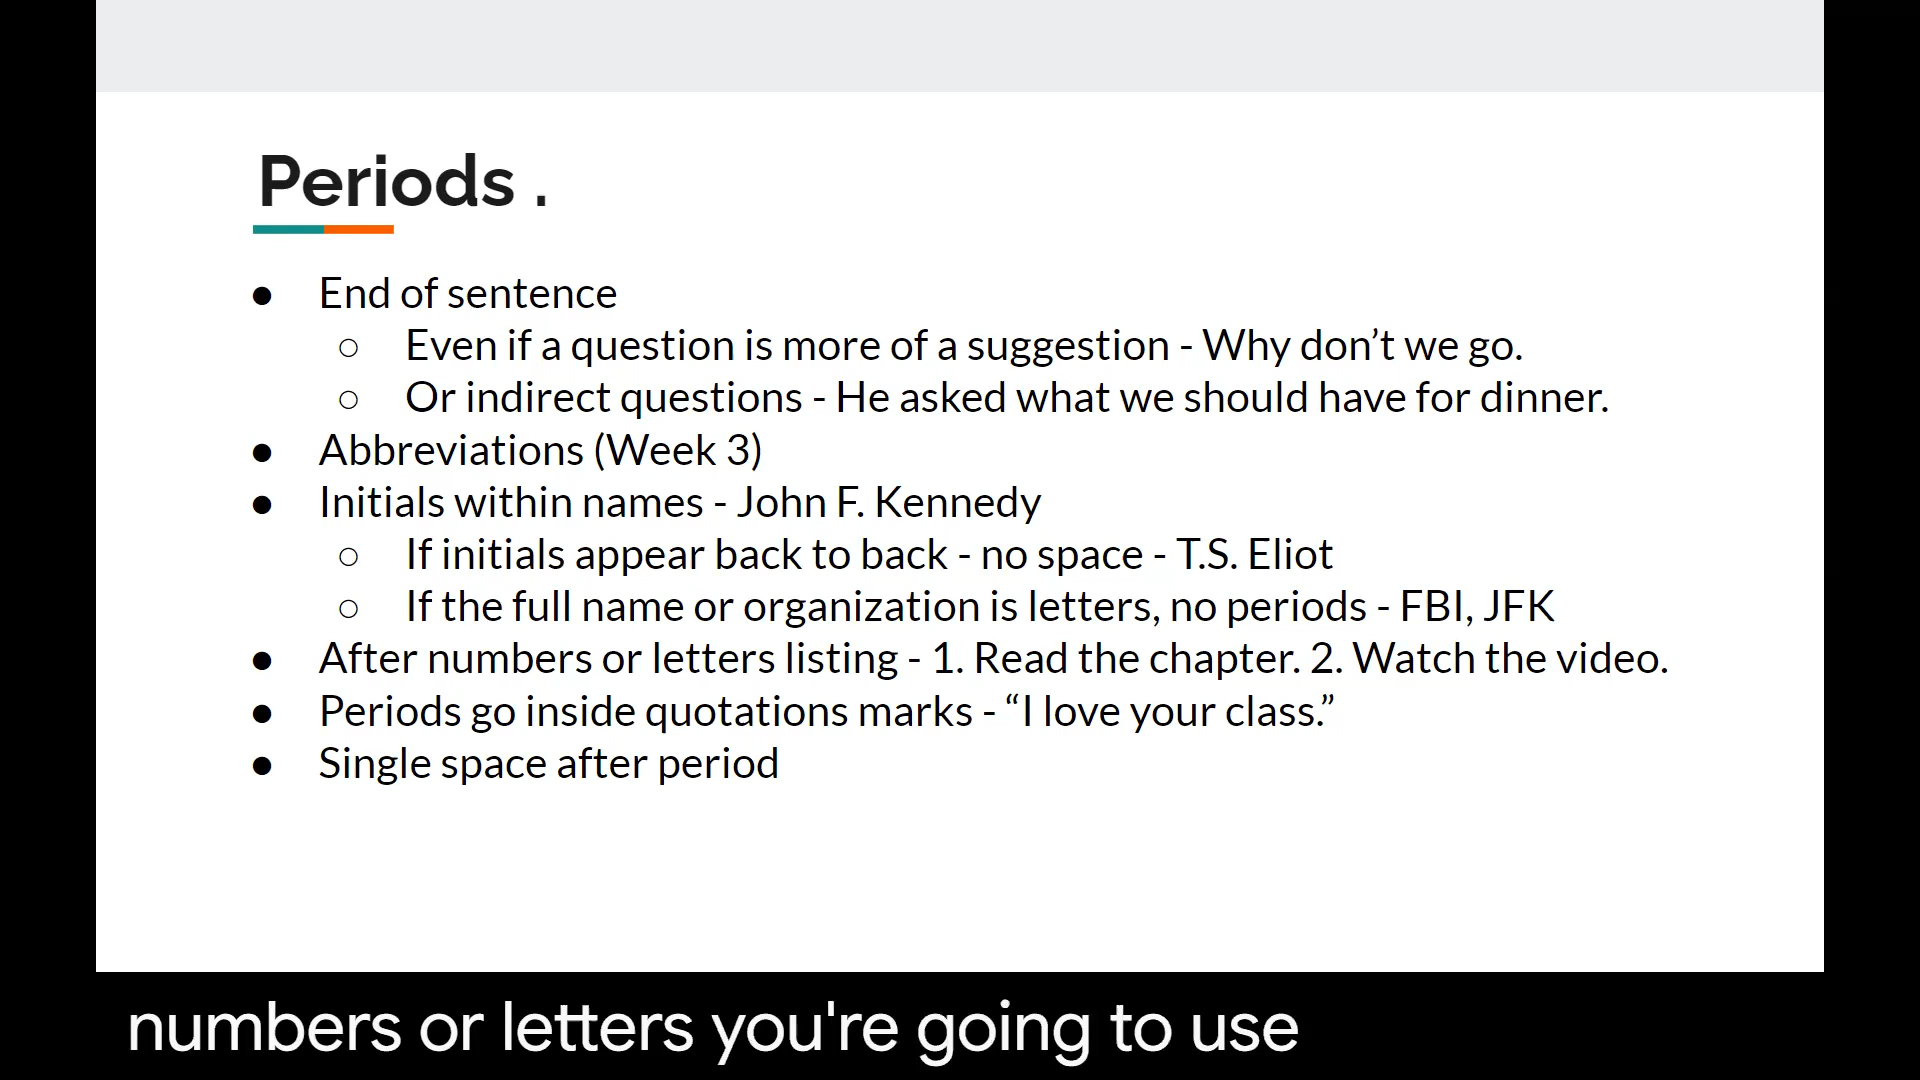 Periods .
● End of sentence
○ Even if a question is more of a suggestion - Why don’t we go.
○ Or indirect questions - He asked what we should have for dinner.
● Abbreviations (Week 3)
● Initials within names - John F. Kennedy
○ If initials appear back to back - no space - T.S. Eliot
○ If the full name or organization is letters, no periods - FBI, JFK
● After numbers or letters listing - 1. Read the chapter. 2. Watch the video.
● Periods go inside quotations marks - “I love your class.”
● Single space after period
numbers or letters you're going to use